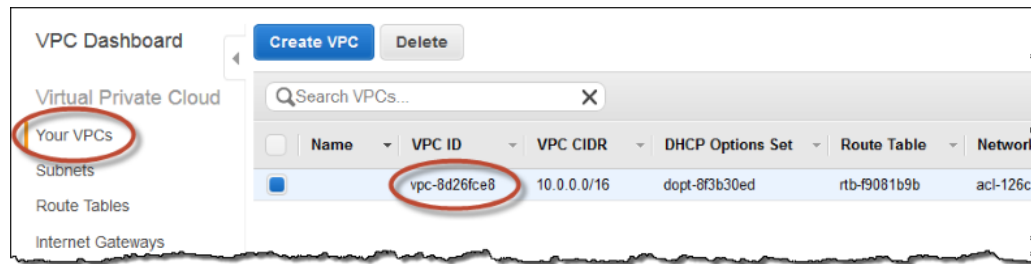 VPC Dashboard
Create VPC
Delete
Virtual Private Cloud
Search VPCs...
Your VPCs
Name VPC ID VPC CIDR DHCP Options Set Route Table Network
Subnets
vpc-8d26fce8 10.0.0.0/16 dopt-8f3b30ed rtb-f9081b9b acl-126c
Route Tables
Internet Gateways